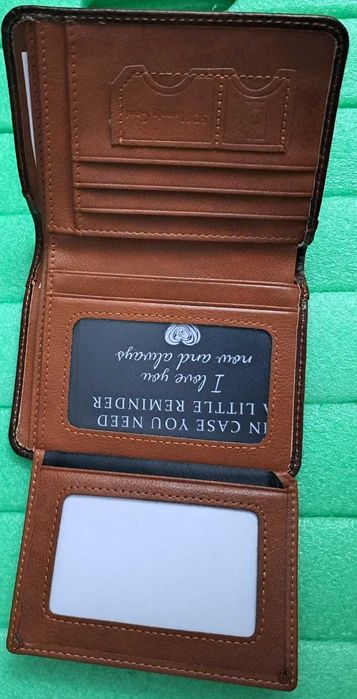 IN CASE YOU NEED
A LITTLE REMINDER
I love you
now and always